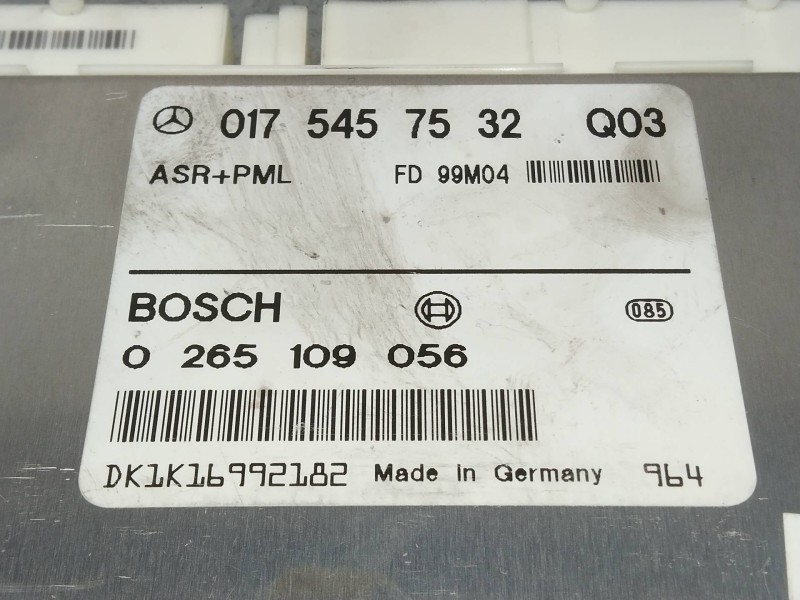 017 545 75 32 Q03
ASR+PML FD 99M04
BOSCH 085
0 265 109 056
DK1K16992182 Made in Germany 964